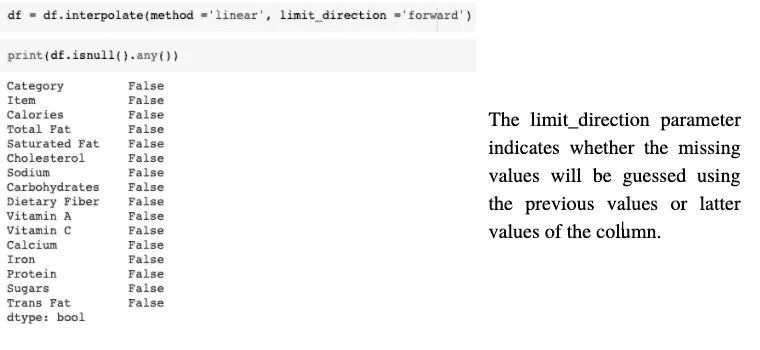 df = df.interpolate(method ='linear', limit_direction ='forward')
print(df.isnull().any())
Category False
Item False
Calories False
Total Fat False
Saturated Fat False
Cholesterol False
Sodium False
Carbohydrates False
Dietary Fiber False
Vitamin A False
Vitamin C False
Calcium False
Iron False
Protein False
Sugars False
Trans Fat False
dtype: bool
The limit_direction parameter
indicates whether the missing
values will be guessed using
the previous values or latter
values of the column.